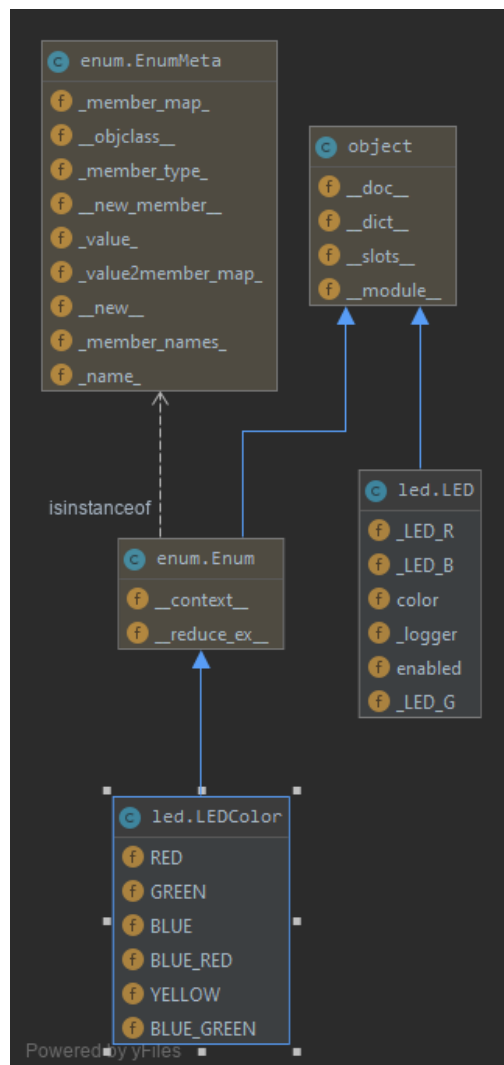 enum.EnumMeta
_member_map_
__objclass__
_member_type_
__new_member__
_value_
_value2member_map_
__new__
_member_names_
_name_
object
__doc__
__dict__
__slots__
__module__
isinstanceof
led.LED
_LED_R
_LED_B
color
_logger
enabled
_LED_G
enum.Enum
__context__
__reduce_ex__
led.LEDColor
RED
GREEN
BLUE
BLUE_RED
YELLOW
BLUE_GREEN
Powered by yFiles